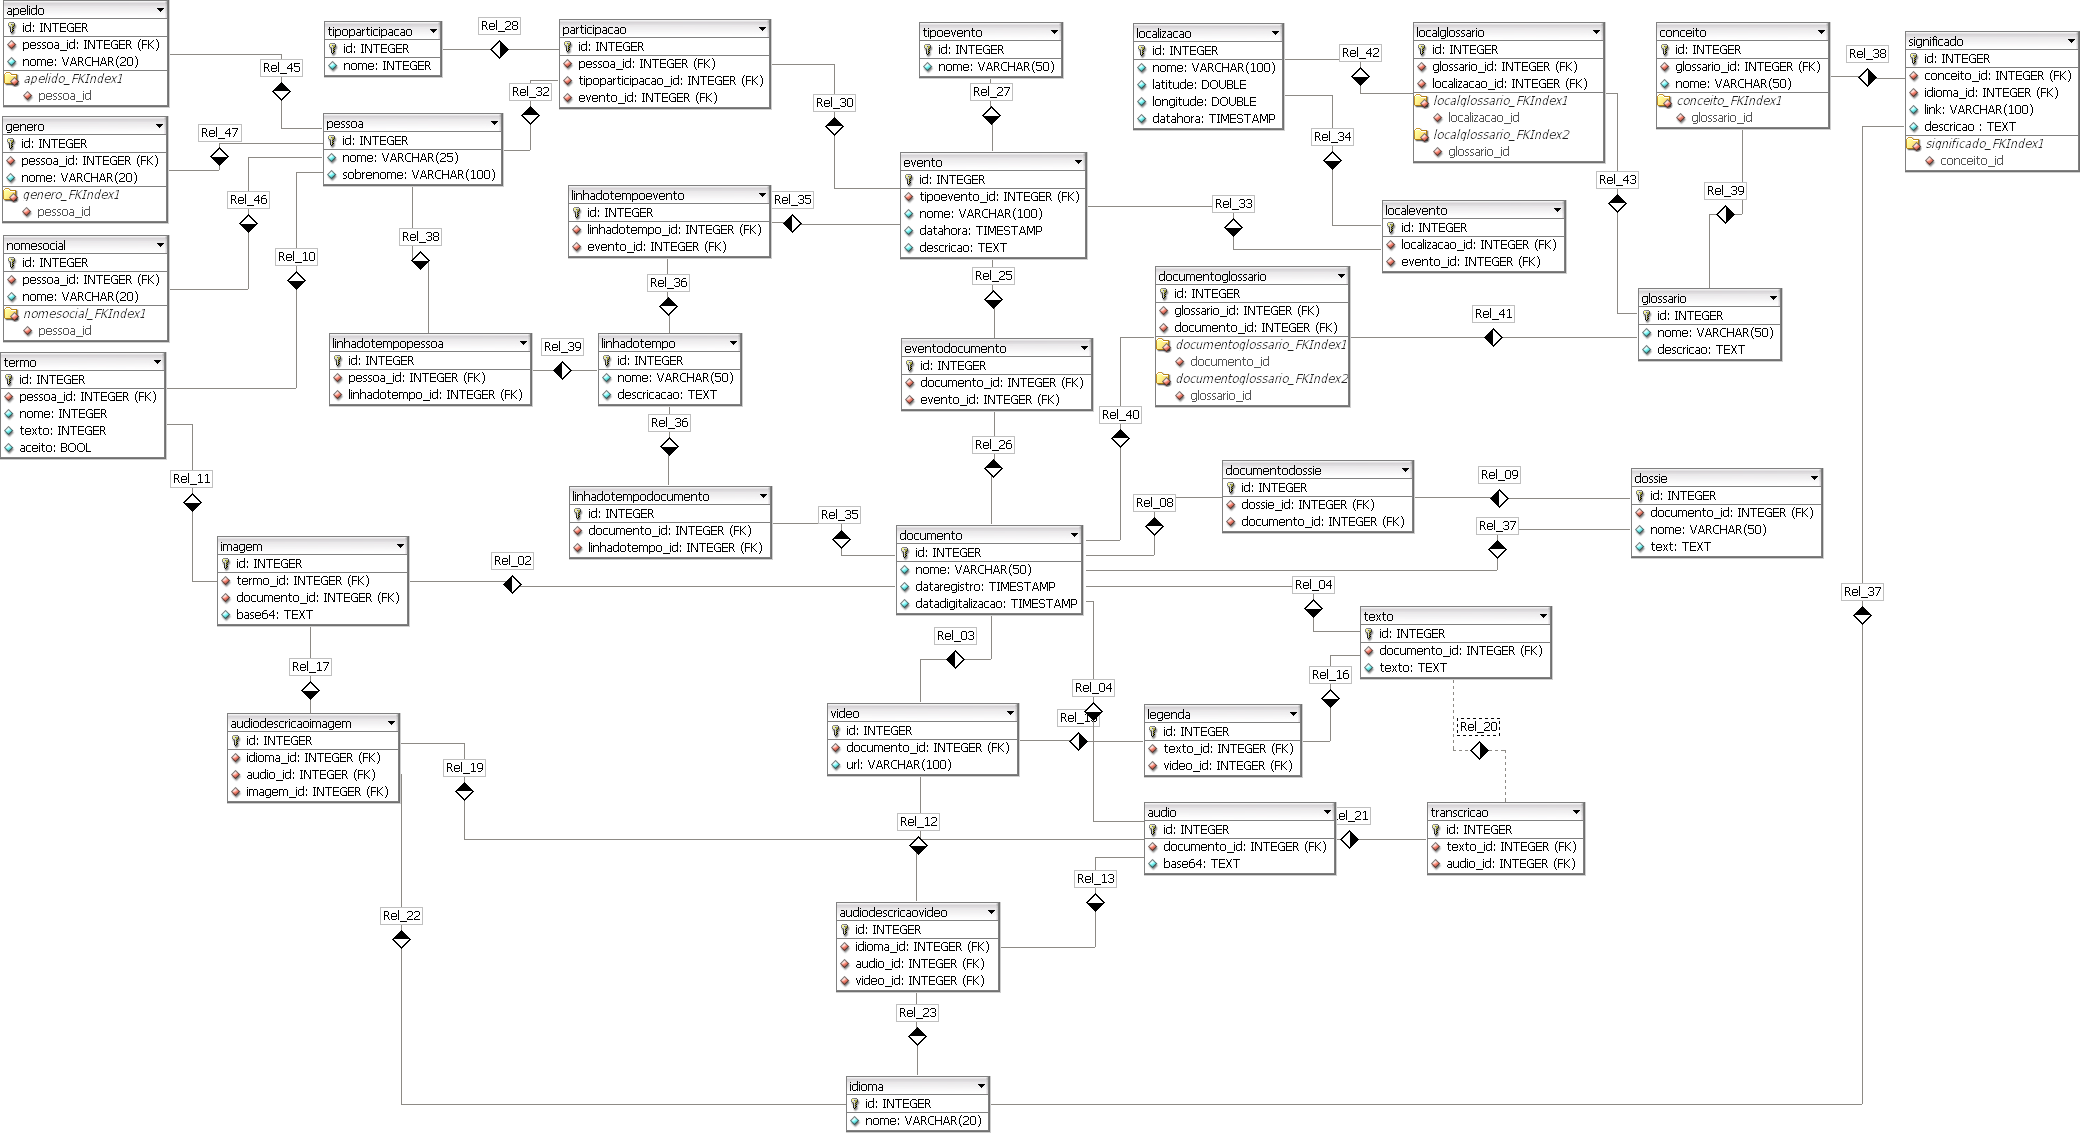 apelido
id: INTEGER
pessoa_id: INTEGER (FK)
nome: VARCHAR(20)
apelido_FKIndex1
pessoa_id
Rel_45
tipoparticipacao
id: INTEGER
nome: INTEGER
Rel_28
participacao
id: INTEGER
pessoa_id: INTEGER (FK)
tipoparticipacao_id: INTEGER (FK)
evento_id: INTEGER (FK)
Rel_32
Rel_30
tipoevento
id: INTEGER
nome: VARCHAR(50)
Rel_27
localizacao
id: INTEGER
nome: VARCHAR(100)
latitude: DOUBLE
longitude: DOUBLE
datahora: TIMESTAMP
Rel_42
Rel_34
localglossario
id: INTEGER
glossario_id: INTEGER (FK)
localizacao_id: INTEGER (FK)
localglossario_FKIndex1
localizacao_id
localglossario_FKIndex2
glossario_id
Rel_43
conceito
id: INTEGER
glossario_id: INTEGER (FK)
nome: VARCHAR(50)
conceito_FKIndex1
glossario_id
Rel_38
Rel_39
significado
id: INTEGER
conceito_id: INTEGER (FK)
idioma_id: INTEGER (FK)
link: VARCHAR(100)
descricao : TEXT
significado_FKIndex1
conceito_id
genero
id: INTEGER
pessoa_id: INTEGER (FK)
nome: VARCHAR(20)
genero_FKIndex1
pessoa_id
Rel_47
Rel_46
pessoa
id: INTEGER
nome: VARCHAR(25)
sobrenome: VARCHAR(100)
Rel_38
nomesocial
id: INTEGER
pessoa_id: INTEGER (FK)
nome: VARCHAR(20)
nomesocial_FKIndex1
pessoa_id
Rel_10
linhadotempoevento
id: INTEGER
linhadotempo_id: INTEGER (FK)
evento_id: INTEGER (FK)
Rel_35
Rel_36
evento
id: INTEGER
tipoevento_id: INTEGER (FK)
nome: VARCHAR(100)
datahora: TIMESTAMP
descricao: TEXT
Rel_33
Rel_25
localevento
id: INTEGER
localizacao_id: INTEGER (FK)
evento_id: INTEGER (FK)
documentoglossario
id: INTEGER
glossario_id: INTEGER (FK)
documento_id: INTEGER (FK)
documentoglossario_FKIndex1
documento_id
documentoglossario_FKIndex2
glossario_id
Rel_41
Rel_40
glossario
id: INTEGER
nome: VARCHAR(50)
descricao: TEXT
termo
id: INTEGER
pessoa_id: INTEGER (FK)
nome: INTEGER
texto: INTEGER
aceito: BOOL
Rel_11
linhadotempopessoa
id: INTEGER
pessoa_id: INTEGER (FK)
linhadotempo_id: INTEGER (FK)
Rel_39
linhadotempo
id: INTEGER
nome: VARCHAR(50)
descricacao: TEXT
Rel_36
eventodocumento
id: INTEGER
documento_id: INTEGER (FK)
evento_id: INTEGER (FK)
Rel_26
linhadotempodocumento
id: INTEGER
documento_id: INTEGER (FK)
linhadotempo_id: INTEGER (FK)
Rel_35
documentodossie
id: INTEGER
dossie_id: INTEGER (FK)
documento_id: INTEGER (FK)
Rel_08
Rel_09
Rel_37
dossie
id: INTEGER
documento_id: INTEGER (FK)
nome: VARCHAR(50)
text: TEXT
imagem
id: INTEGER
termo_id: INTEGER (FK)
documento_id: INTEGER (FK)
base64: TEXT
Rel_02
documento
id: INTEGER
nome: VARCHAR(50)
dataregistro: TIMESTAMP
datadigitalizacao: TIMESTAMP
Rel_03
Rel_04
Rel_37
texto
id: INTEGER
documento_id: INTEGER (FK)
texto: TEXT
Rel_16
Rel_20
Rel_17
Rel_04
audiodescricaoimagem
id: INTEGER
idioma_id: INTEGER (FK)
audio_id: INTEGER (FK)
imagem_id: INTEGER (FK)
Rel_19
Rel_22
video
id: INTEGER
documento_id: INTEGER (FK)
url: VARCHAR(100)
legenda
id: INTEGER
texto_id: INTEGER (FK)
video_id: INTEGER (FK)
Rel_12
audio
id: INTEGER
documento_id: INTEGER (FK)
base64: TEXT
Rel_13
transcricao
id: INTEGER
texto_id: INTEGER (FK)
audio_id: INTEGER (FK)
audiodescricaovideo
id: INTEGER
idioma_id: INTEGER (FK)
audio_id: INTEGER (FK)
video_id: INTEGER (FK)
Rel_23
idioma
id: INTEGER
nome: VARCHAR(20)